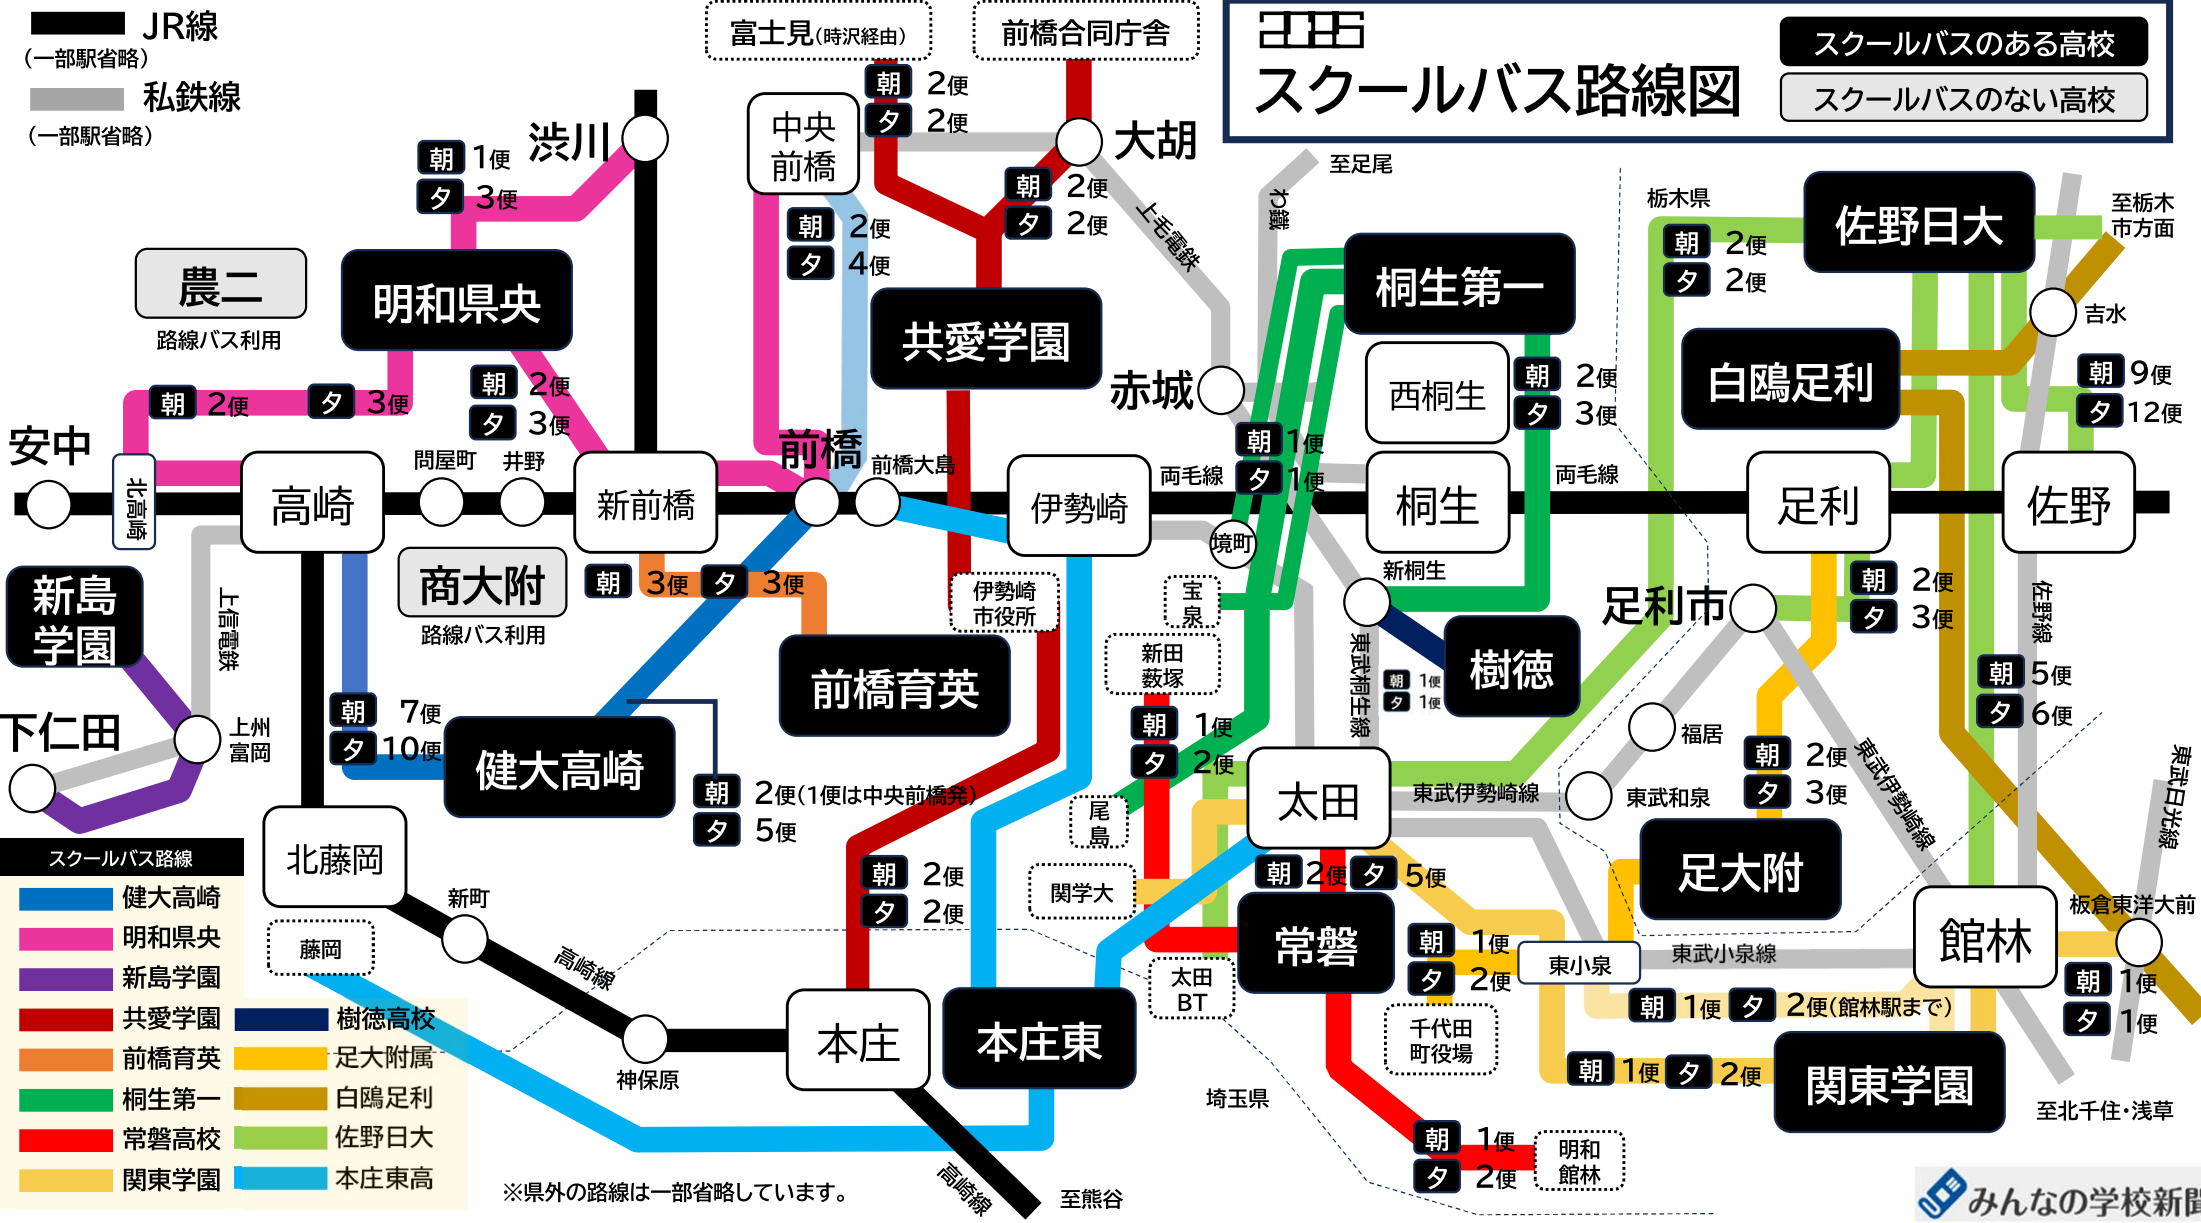 JR線
(一部駅省略)
私鉄線
(一部駅省略)
2025
スクールバス路線図
スクールバスのある高校
スクールバスのない高校
富士見(時沢経由)
前橋合同庁舎
朝 2便
夕 2便
中央
前橋
大胡
朝 2便
夕 2便
渋川
朝 1便
夕 3便
朝 2便
夕 4便
上毛電鉄
わ鐵
至足尾
栃木県
朝 2便
夕 2便
佐野日大
至栃木
市方面
吉水
農二
路線バス利用
明和県央
共愛学園
桐生第一
西桐生
朝 2便
夕 3便
白鴎足利
朝 9便
夕 12便
朝 2便
夕 3便
朝 2便
夕 3便
赤城
朝 1便
夕 1便
安中
北高崎
高崎
問屋町
井野
新前橋
前橋
前橋大島
伊勢崎
両毛線
桐生
両毛線
足利
佐野
境町
新島
学園
上信電鉄
商大附
路線バス利用
朝 3便
夕 3便
伊勢崎
市役所
宝
泉
新桐生
足利市
朝 2便
夕 3便
佐野線
前橋育英
新田
薮塚
東武桐生線
朝 1便
夕 1便
樹徳
朝 5便
夕 6便
下仁田
上州
富岡
朝 7便
夕 10便
健大高崎
朝 2便(1便は中央前橋発)
夕 5便
朝 1便
夕 2便
尾
島
太田
東武伊勢崎線
福居
東武和泉
朝 2便
夕 3便
東武伊勢崎線
東武日光線
足大附
北藤岡
新町
藤岡
高崎線
朝 2便
夕 2便
関学大
朝 2便
夕 5便
常磐
太田
BT
朝 1便
夕 2便
東小泉
東武小泉線
館林
板倉東洋大前
朝 1便
夕 1便
朝 1便
夕 2便(館林駅まで)
千代田
町役場
朝 1便
夕 2便
関東学園
神保原
本庄
本庄東
埼玉県
至北千住・浅草
朝 1便
夕 2便
明和
館林
高崎線
至熊谷
※県外の路線は一部省略しています。
スクールバス路線
健大高崎
明和県央
新島学園
共愛学園
前橋育英
桐生第一
常磐高校
関東学園
樹徳高校
足大附属
白鴎足利
佐野日大
本庄東高
みんなの学校新聞